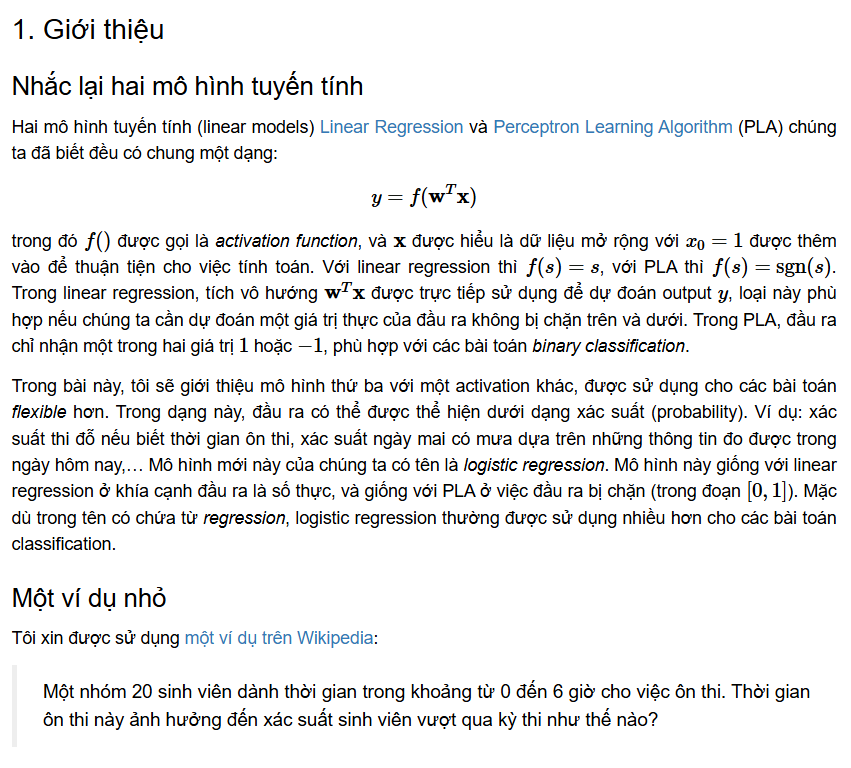 1. Giới thiệu
Nhắc lại hai mô hình tuyến tính
Hai mô hình tuyến tính (linear models) Linear Regression và Perceptron Learning Algorithm (PLA) chúng
ta đã biết đều có chung một dạng:
y = f(wᵀx)
trong đó f() được gọi là activation function, và x được hiểu là dữ liệu mở rộng với x₀ = 1 được thêm
vào để thuận tiện cho việc tính toán. Với linear regression thì f(s) = s, với PLA thì f(s) = sgn(s).
Trong linear regression, tích vô hướng wᵀx được trực tiếp sử dụng để dự đoán output y, loại này phù
hợp nếu chúng ta cần dự đoán một giá trị thực của đầu ra không bị chặn trên và dưới. Trong PLA, đầu ra
chỉ nhận một trong hai giá trị 1 hoặc −1, phù hợp với các bài toán binary classification.
Trong bài này, tôi sẽ giới thiệu mô hình thứ ba với một activation khác, được sử dụng cho các bài toán
flexible hơn. Trong dạng này, đầu ra có thể được thể hiện dưới dạng xác suất (probability). Ví dụ: xác
suất thi đỗ nếu biết thời gian ôn thi, xác suất ngày mai có mưa dựa trên những thông tin đo được trong
ngày hôm nay,… Mô hình mới này của chúng ta có tên là logistic regression. Mô hình này giống với linear
regression ở khía cạnh đầu ra là số thực, và giống với PLA ở việc đầu ra bị chặn (trong đoạn [0, 1]). Mặc
dù trong tên có chứa từ regression, logistic regression thường được sử dụng nhiều hơn cho các bài toán
classification.
Một ví dụ nhỏ
Tôi xin được sử dụng một ví dụ trên Wikipedia:
Một nhóm 20 sinh viên dành thời gian trong khoảng từ 0 đến 6 giờ cho việc ôn thi. Thời gian
ôn thi này ảnh hưởng đến xác suất sinh viên vượt qua kỳ thi như thế nào?